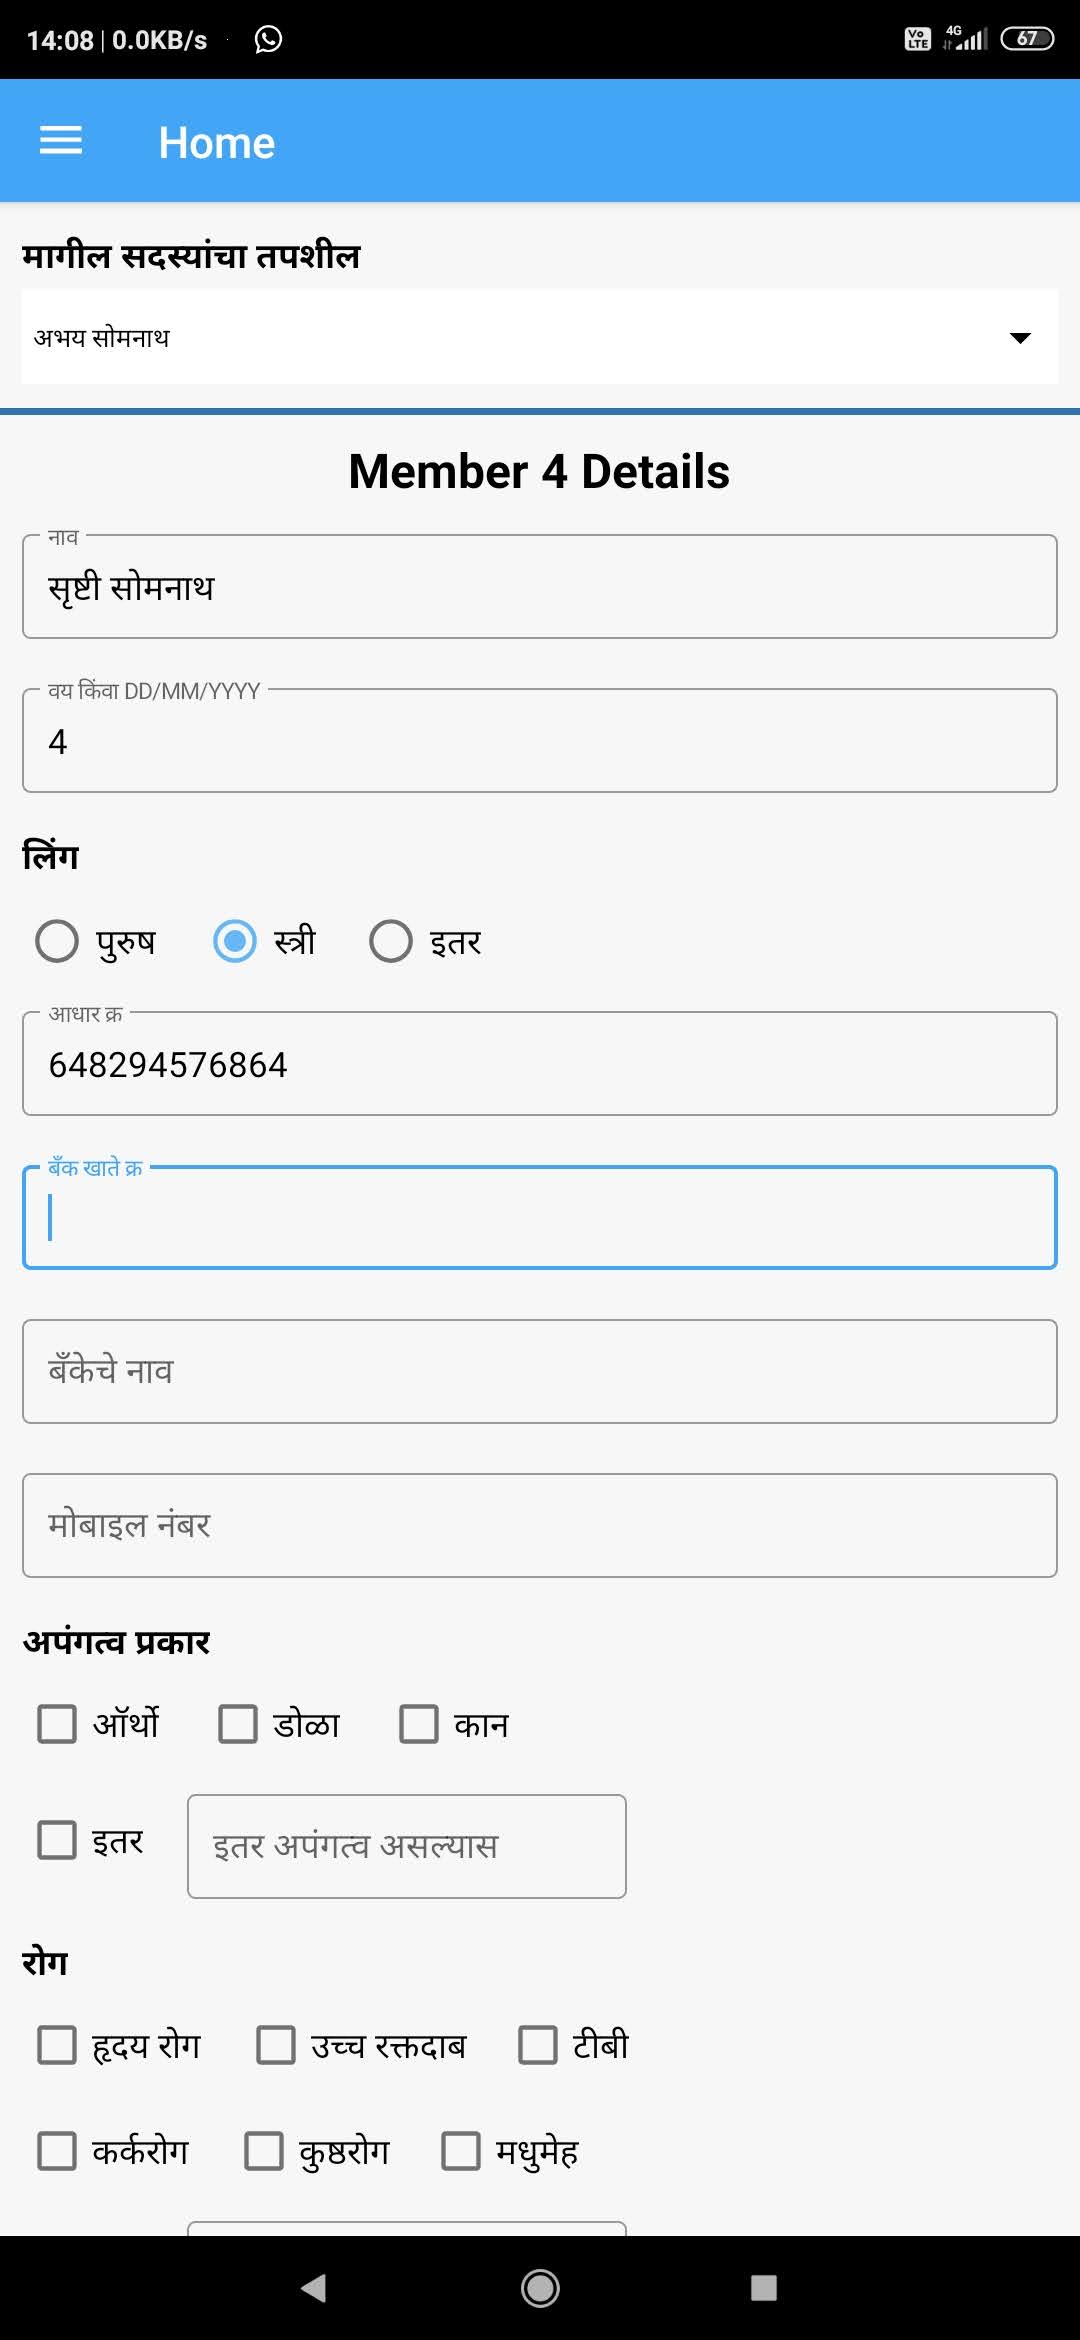 14:08 | 0.0KB/s
Vo LTE 4G 67
Home
मागील सदस्यांचा तपशील
अभय सोमनाथ
Member 4 Details
नाव
सृष्टी सोमनाथ
वय किंवा DD/MM/YYYY
4
लिंग
पुरुष स्त्री इतर
आधार क्र
648294576864
बँक खाते क्र
बँकेचे नाव
मोबाइल नंबर
अपंगत्व प्रकार
ऑर्थो डोळा कान
इतर इतर अपंगत्व असल्यास
रोग
हृदय रोग उच्च रक्तदाब टीबी
कर्करोग कुष्ठरोग मधुमेह